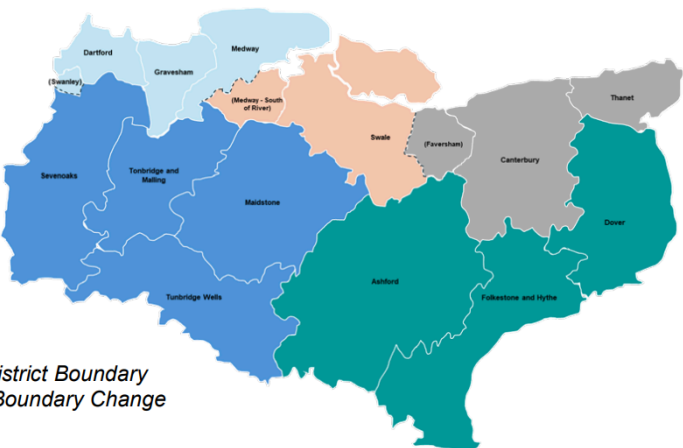 Dartford
Medway
Gravesham
(Swanley)
(Medway - South
of River)
Thanet
Swale
(Faversham)
Canterbury
Sevenoaks
Tonbridge and
Malling
Maidstone
Dover
Ashford
Tunbridge Wells
Folkestone and Hythe
istrict Boundary
Boundary Change